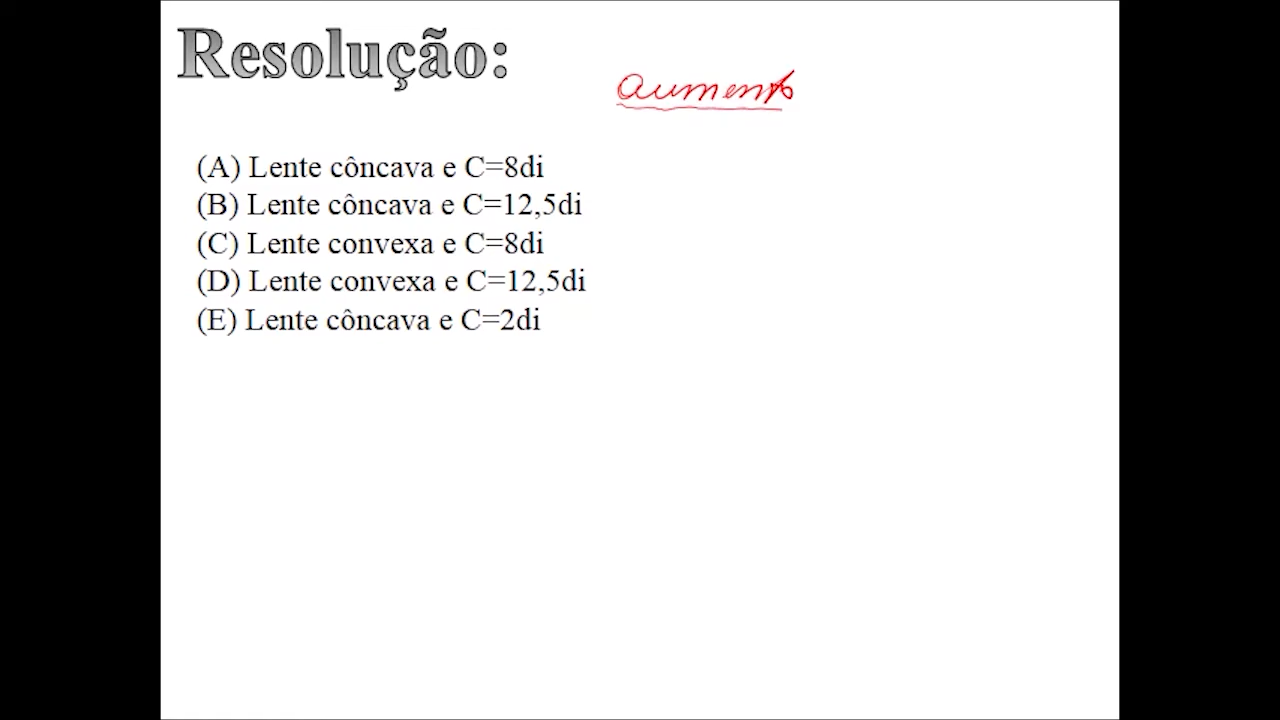 Resolução:
aumento
(A) Lente côncava e C=8di
(B) Lente côncava e C=12,5di
(C) Lente convexa e C=8di
(D) Lente convexa e C=12,5di
(E) Lente côncava e C=2di